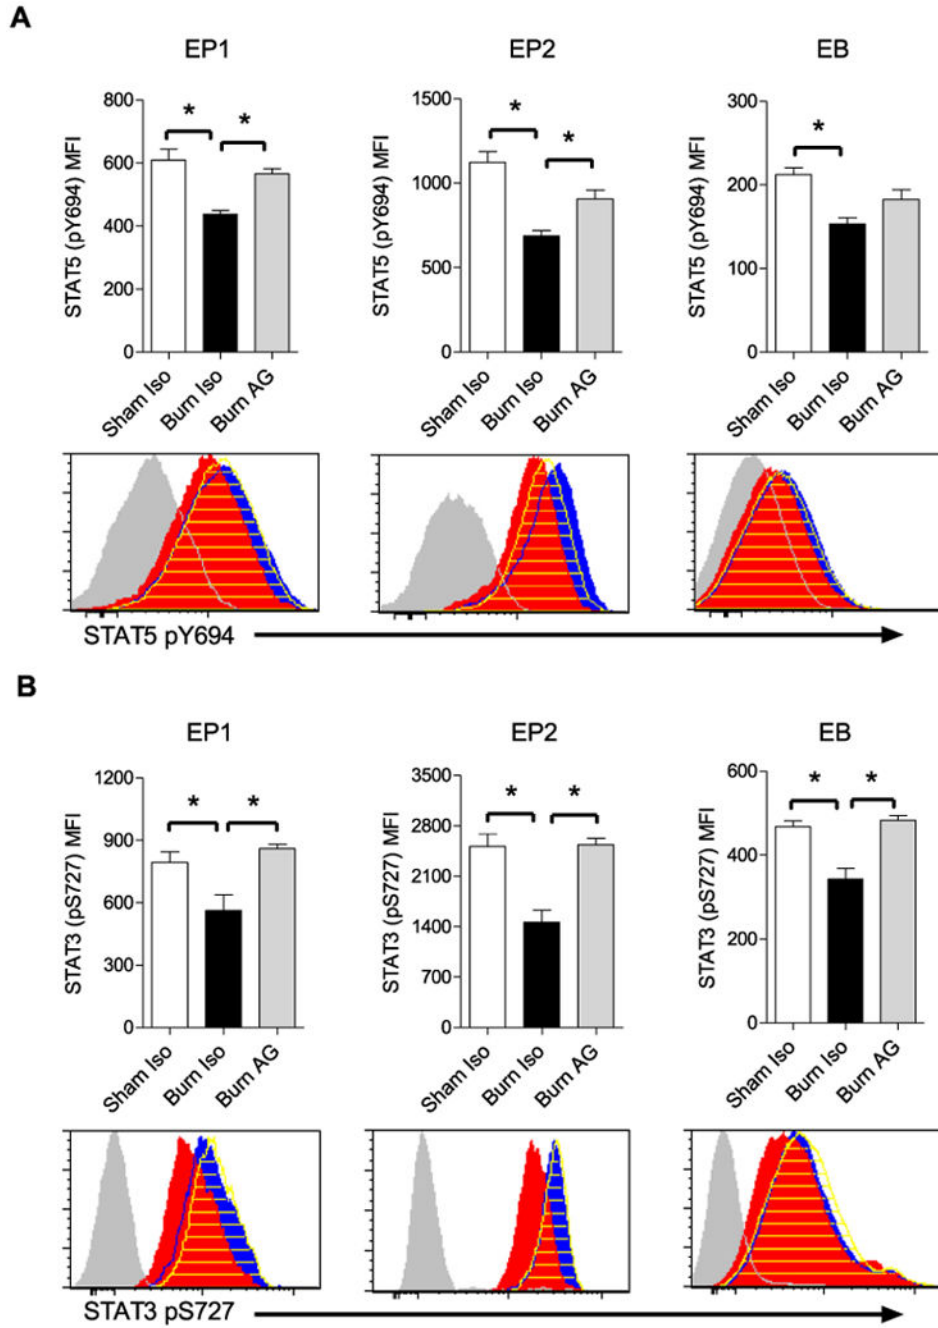 A
EP1 EP2 EB
STAT5 (pY694) MFI
800
600
400
200
0
Sham Iso
Burn Iso
Burn AG
*
*
STAT5 (pY694) MFI
1500
1000
500
0
Sham Iso
Burn Iso
Burn AG
*
*
STAT5 (pY694) MFI
300
200
100
0
Sham Iso
Burn Iso
Burn AG
*
STAT5 pY694
B
EP1 EP2 EB
STAT3 (pS727) MFI
1200
900
600
300
0
Sham Iso
Burn Iso
Burn AG
*
*
STAT3 (pS727) MFI
3500
2800
2100
1400
700
0
Sham Iso
Burn Iso
Burn AG
*
*
STAT3 (pS727) MFI
600
400
200
0
Sham Iso
Burn Iso
Burn AG
*
*
STAT3 pS727